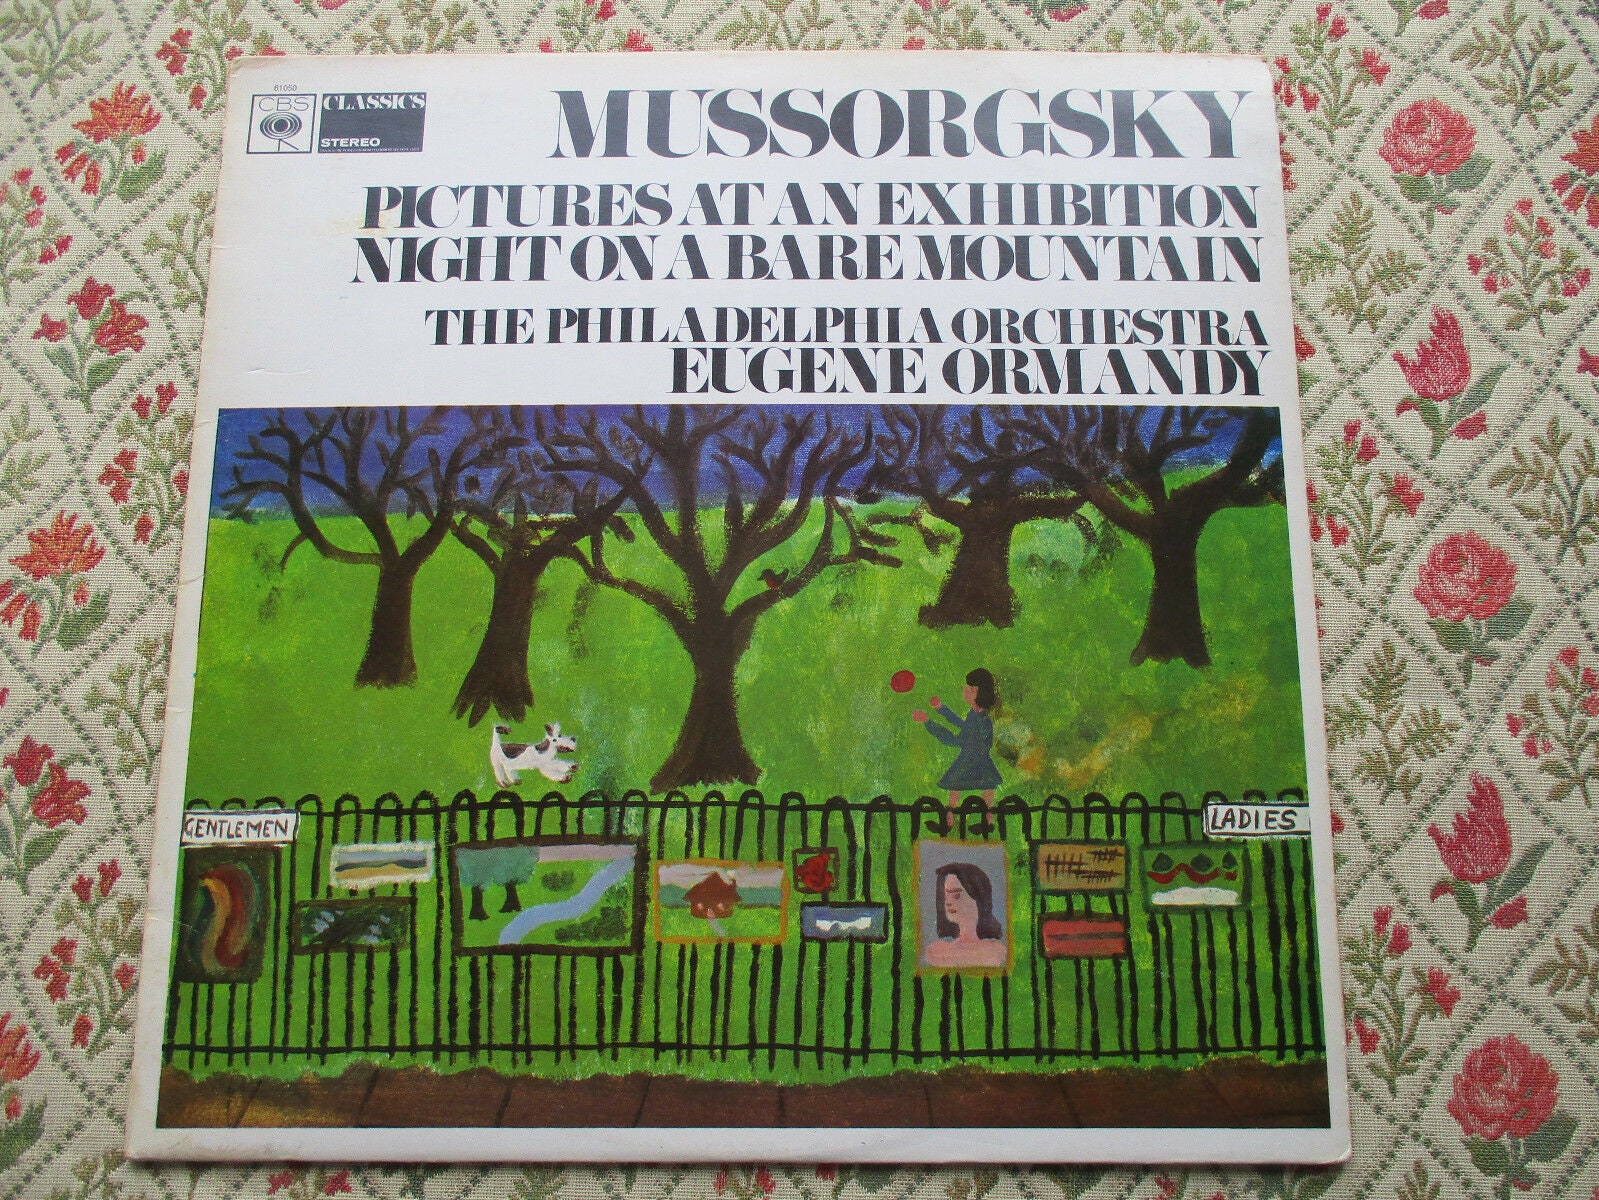 61050
CBS
CLASSICS
STEREO
MUSSORGSKY
PICTURES AT AN EXHIBITION
NIGHT ON A BARE MOUNTAIN
THE PHILADELPHIA ORCHESTRA
EUGENE ORMANDY
GENTLEMEN
LADIES